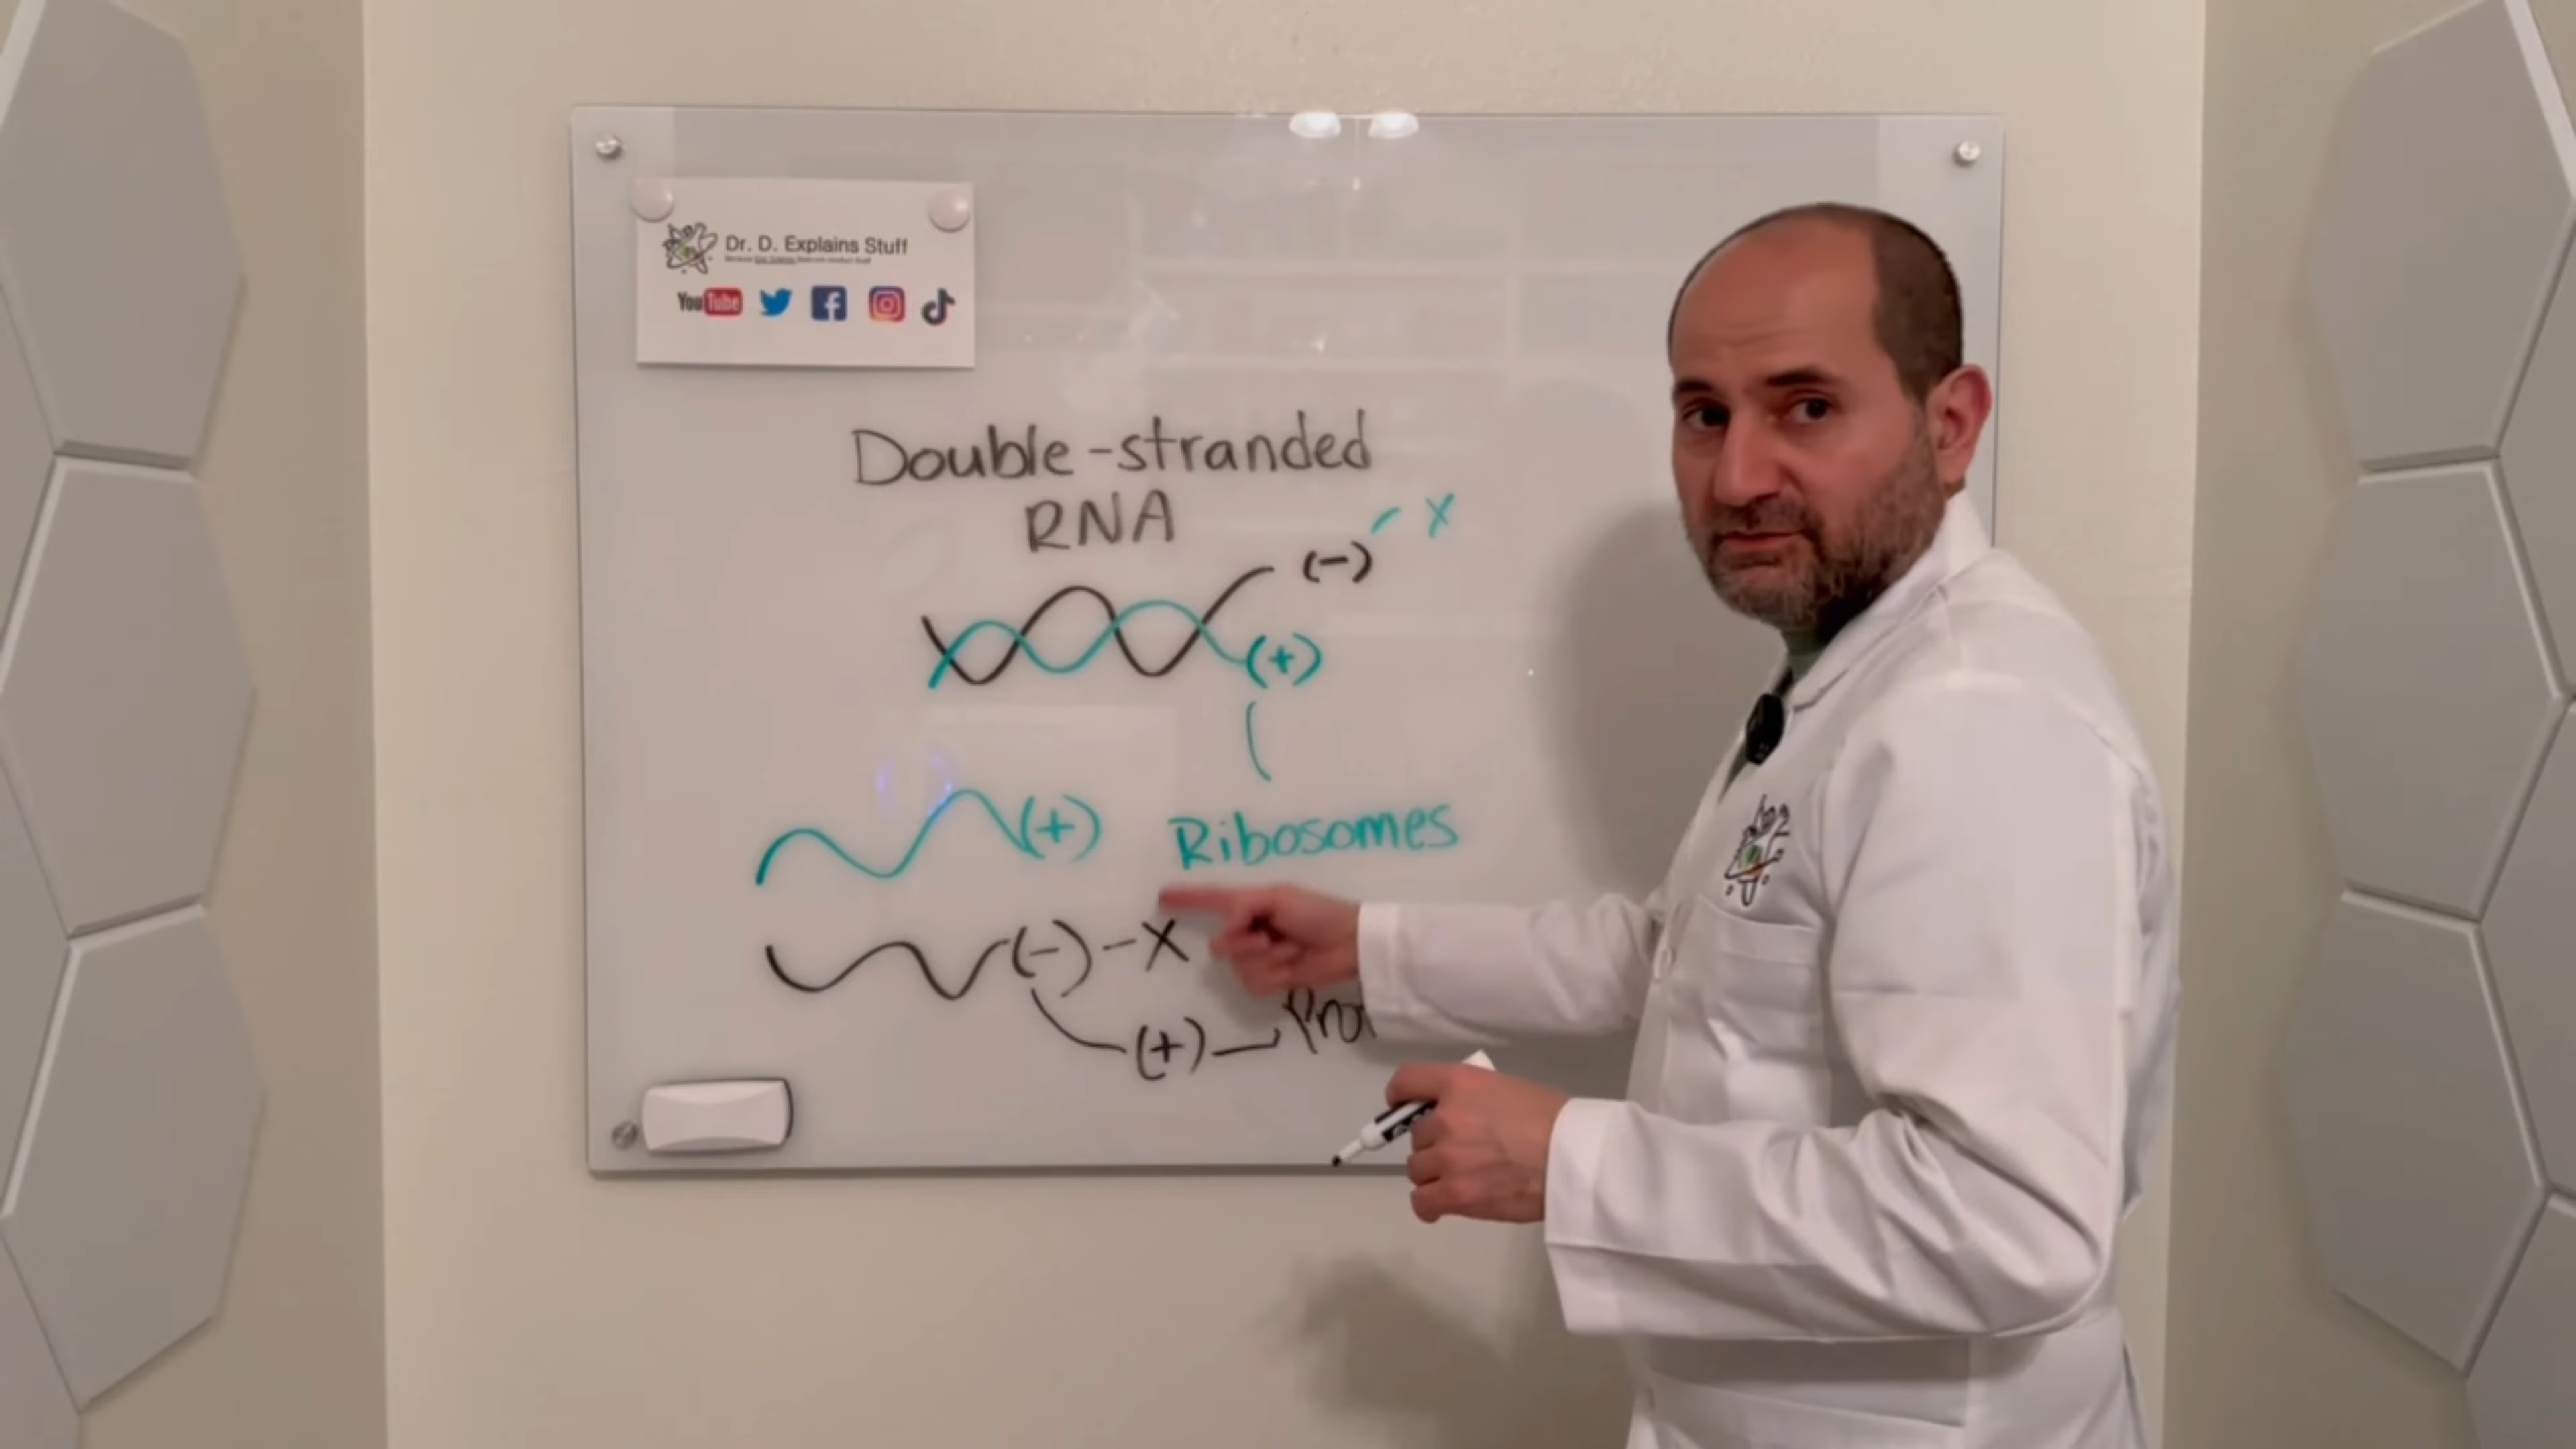 Dr. D. Explains Stuff
YouTube
Double-stranded
RNA
(-) x
(+)
(+) Ribosomes
(-) - X
(+)